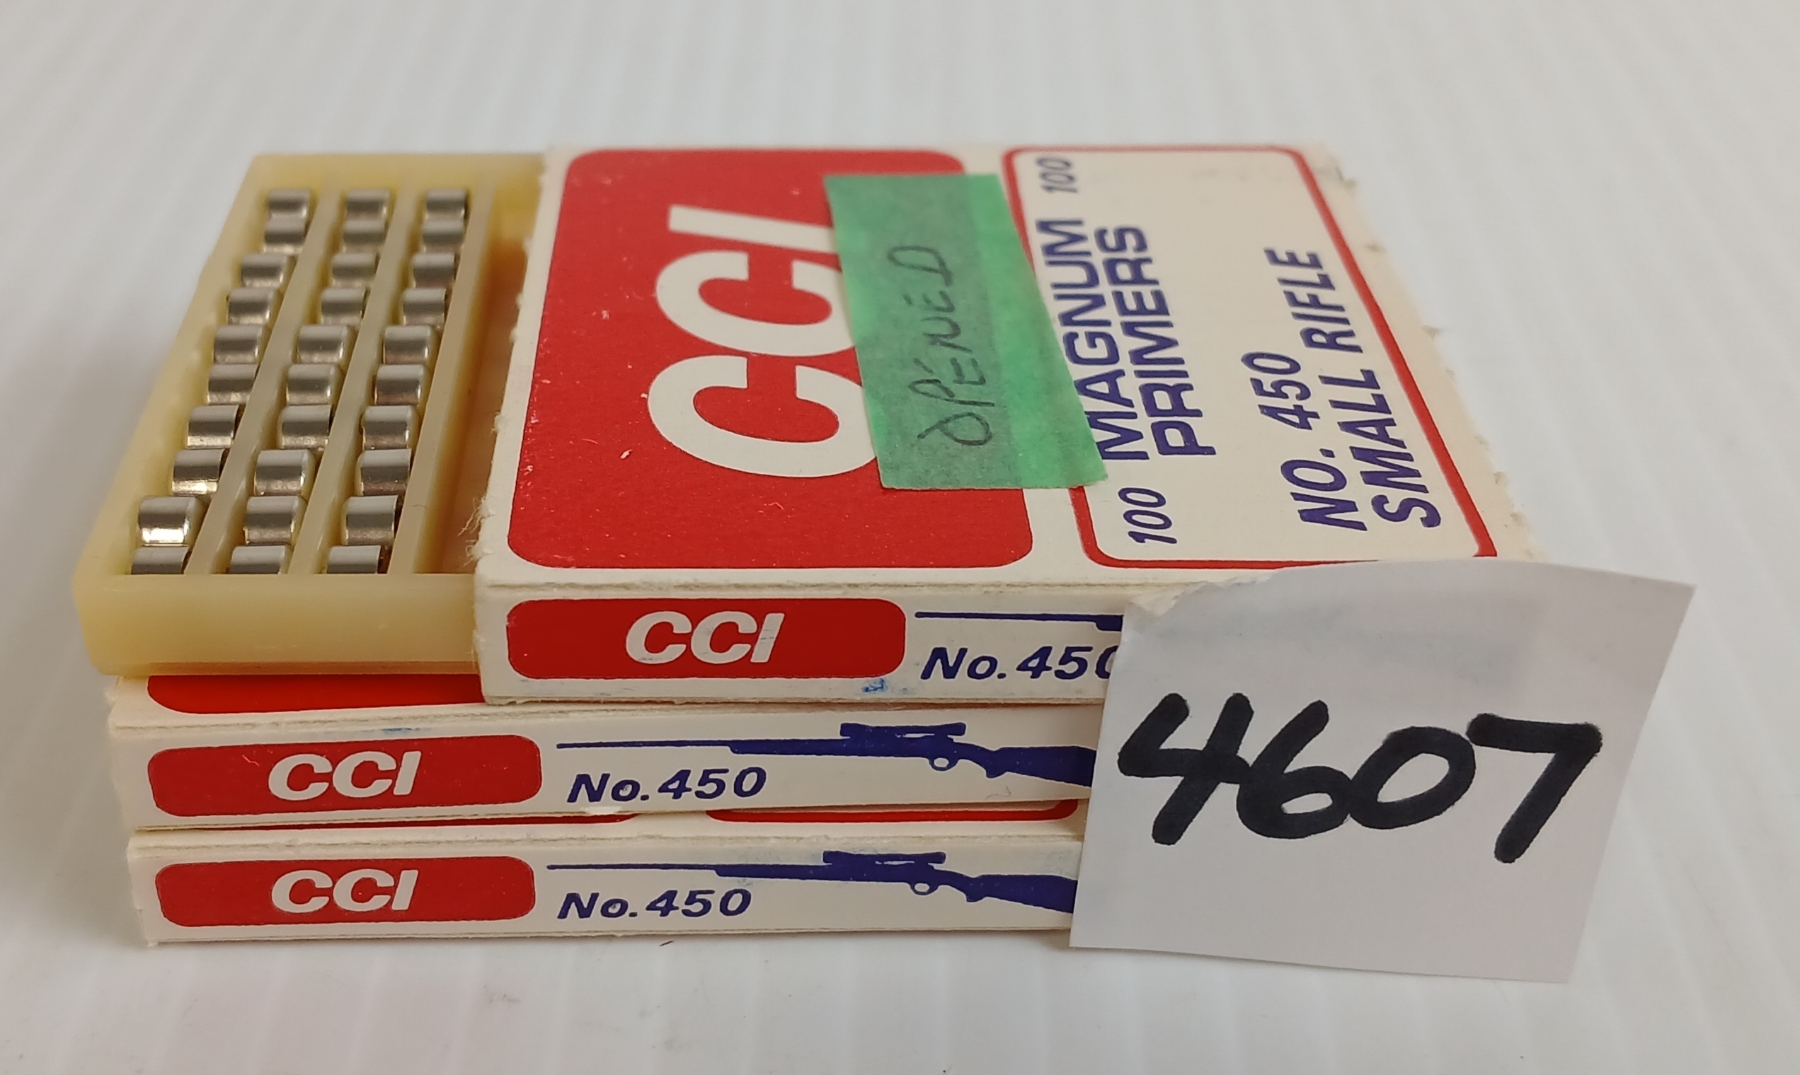 CCI
OPENED
100 MAGNUM 100
PRIMERS
NO. 450
SMALL RIFLE
CCI
No.450
CCI
No.450
CCI
No.450
4607